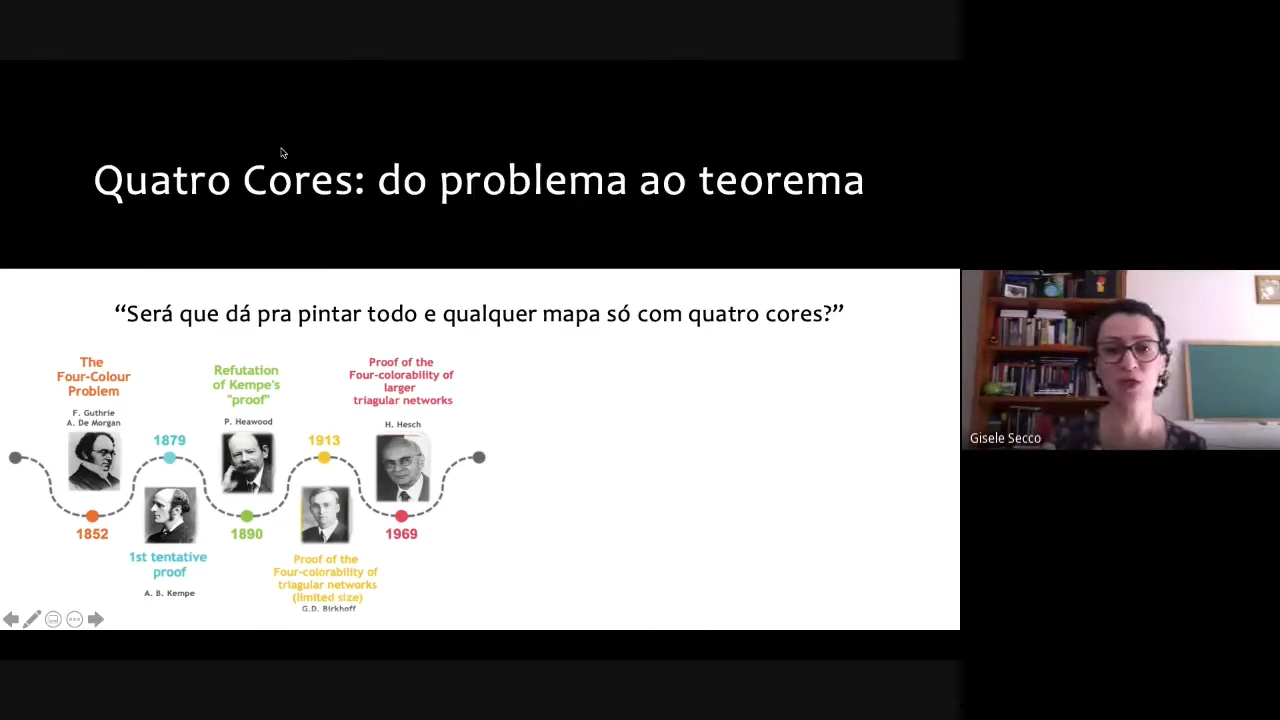 Quatro Cores: do problema ao teorema
“Será que dá pra pintar todo e qualquer mapa só com quatro cores?”
The
Four-Colour
Problem
F. Guthrie
A. De Morgan
1852
1879
1st tentative
proof
A. B. Kempe
Refutation
of Kempe's
"proof"
P. Heawood
1890
1913
Proof of the
Four-colorability of
triagular networks
(limited size)
G.D. Birkhoff
Proof of the
Four-colorability of
larger
triagular networks
H. Hesch
1969
Gisele Secco